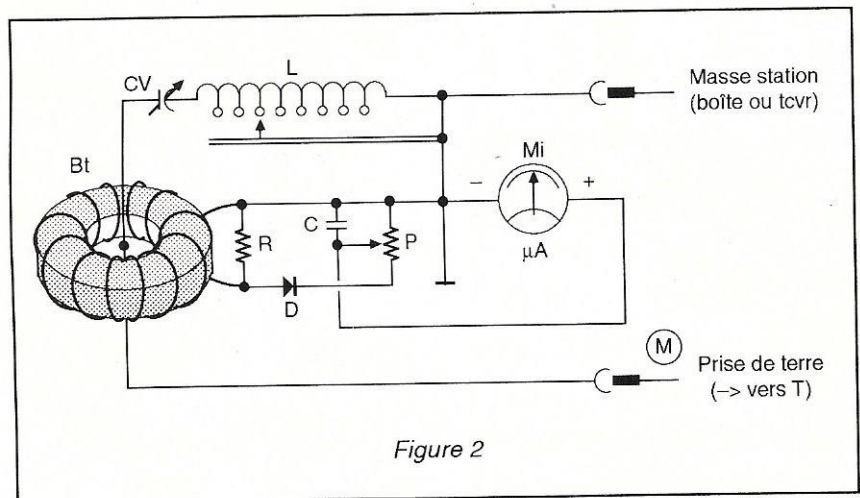 L
CV
Masse station
(boîte ou tcvr)
Bt
Mi
– +
C
R
P
µA
D
M
Prise de terre
(–> vers T)
Figure 2